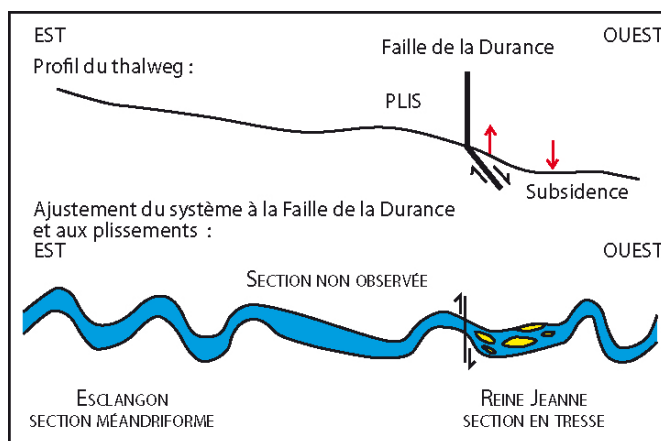 EST
OUEST
Profil du thalweg :
Faille de la Durance
PLIS
Subsidence
Ajustement du système à la Faille de la Durance
et aux plissements :
EST
OUEST
SECTION NON OBSERVÉE
ESCLANGON
SECTION MÉANDRIFORME
REINE JEANNE
SECTION EN TRESSE